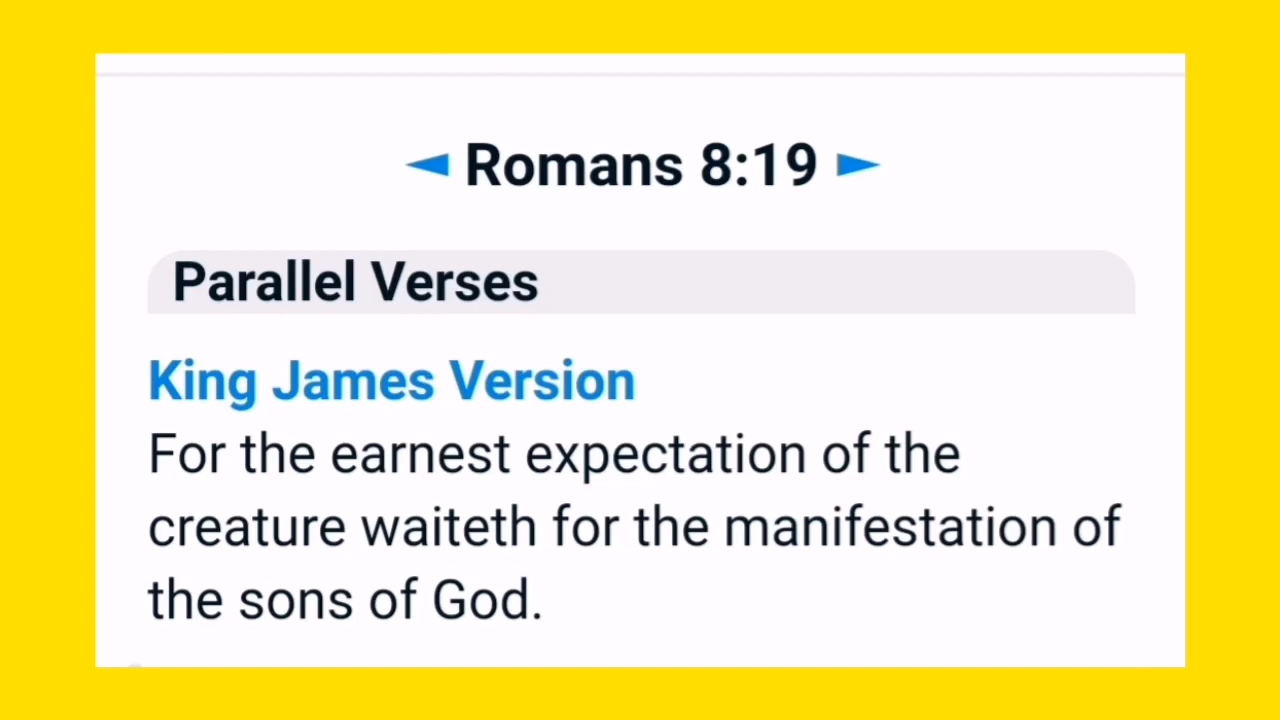 Romans 8:19
Parallel Verses
King James Version
For the earnest expectation of the
creature waiteth for the manifestation of
the sons of God.